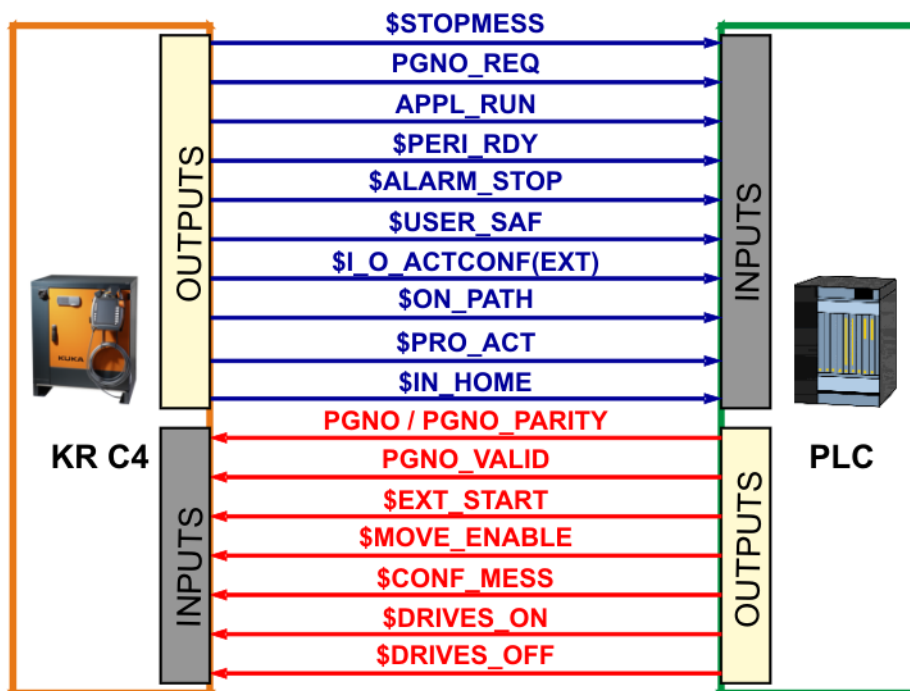 $STOPMESS
PGNO_REQ
APPL_RUN
$PERI_RDY
$ALARM_STOP
$USER_SAF
$I_O_ACTCONF(EXT)
$ON_PATH
$PRO_ACT
$IN_HOME
OUTPUTS
INPUTS
KUKA
KR C4
PLC
PGNO / PGNO_PARITY
PGNO_VALID
$EXT_START
$MOVE_ENABLE
$CONF_MESS
$DRIVES_ON
$DRIVES_OFF
INPUTS
OUTPUTS